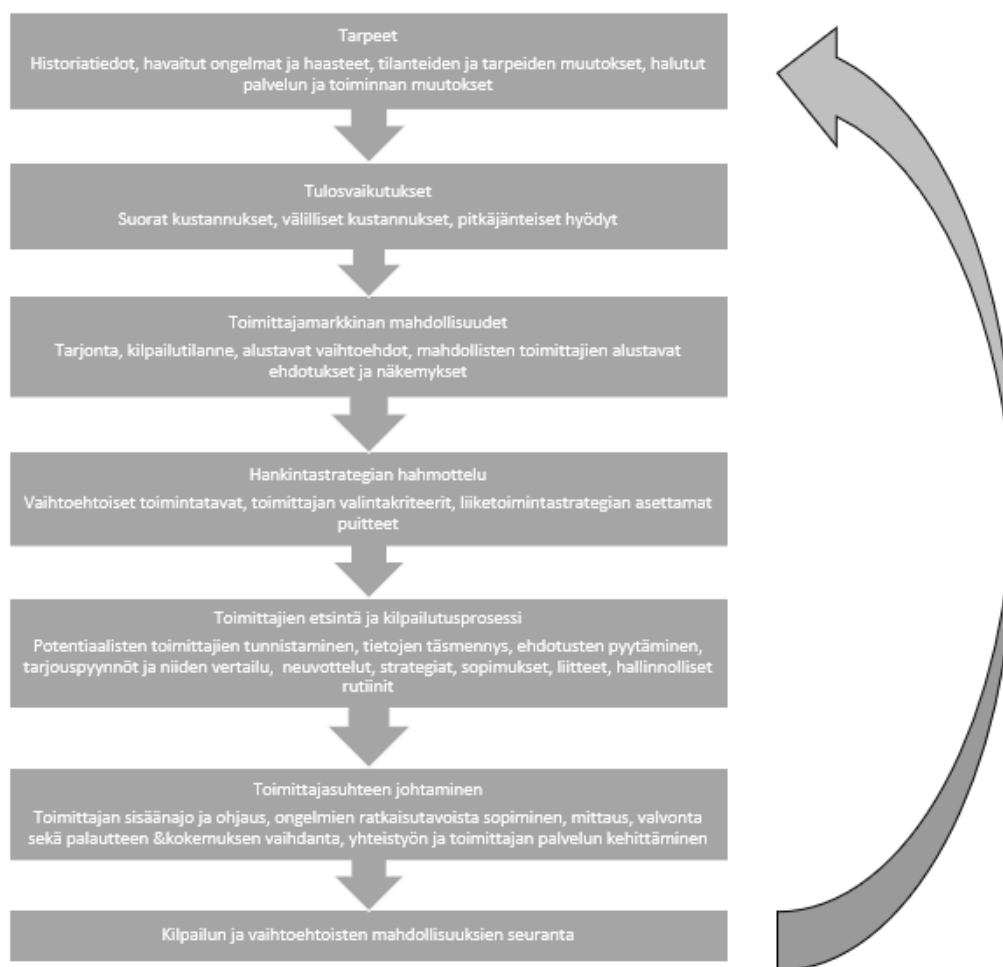 Tarpeet
Historiatiedot, havaitut ongelmat ja haasteet, tilanteiden ja tarpeiden muutokset, halutut
palvelun ja toiminnan muutokset
Tulosvaikutukset
Suorat kustannukset, välilliset kustannukset, pitkäjänteiset hyödyt
Toimittajamarkkinan mahdollisuudet
Tarjonta, kilpailutilanne, alustavat vaihtoehdot, mahdollisten toimittajien alustavat
ehdotukset ja näkemykset
Hankintastrategian hahmottelu
Vaihtoehtoiset toimintatavat, toimittajan valintakriteerit, liiketoimintastrategian asettamat
puitteet
Toimittajien etsintä ja kilpailutusprosessi
Potentiaalisten toimittajien tunnistaminen, tietojen täsmennys, ehdotusten pyytäminen,
tarjouspyynnöt ja niiden vertailu, neuvottelut, strategiat, sopimukset, liitteet, hallinnolliset
rutiinit
Toimittajasuhteen johtaminen
Toimittajan sisäänajo ja ohjaus, ongelmien ratkaisutavoista sopiminen, mittaus, valvonta
sekä palautteen &kokemuksen vaihdanta, yhteistyön ja toimittajan palvelun kehittäminen
Kilpailun ja vaihtoehtoisten mahdollisuuksien seuranta